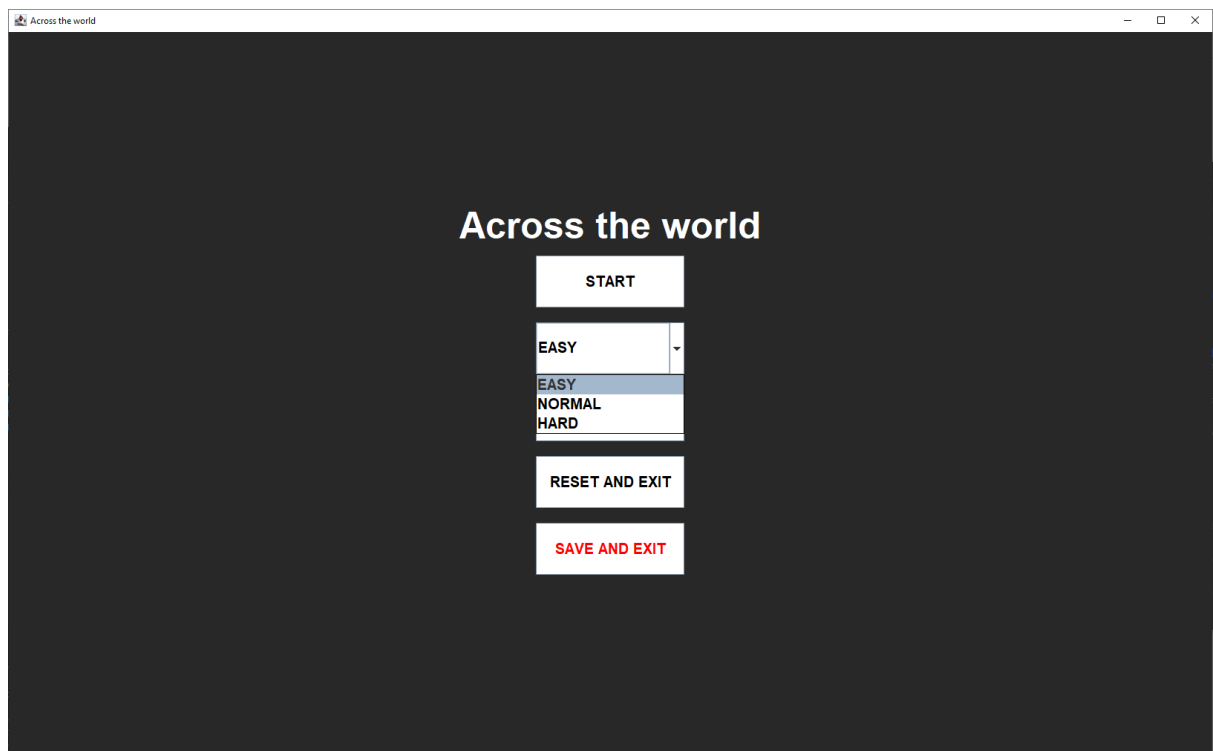 Across the world
Across the world
START
EASY
EASY
NORMAL
HARD
RESET AND EXIT
SAVE AND EXIT